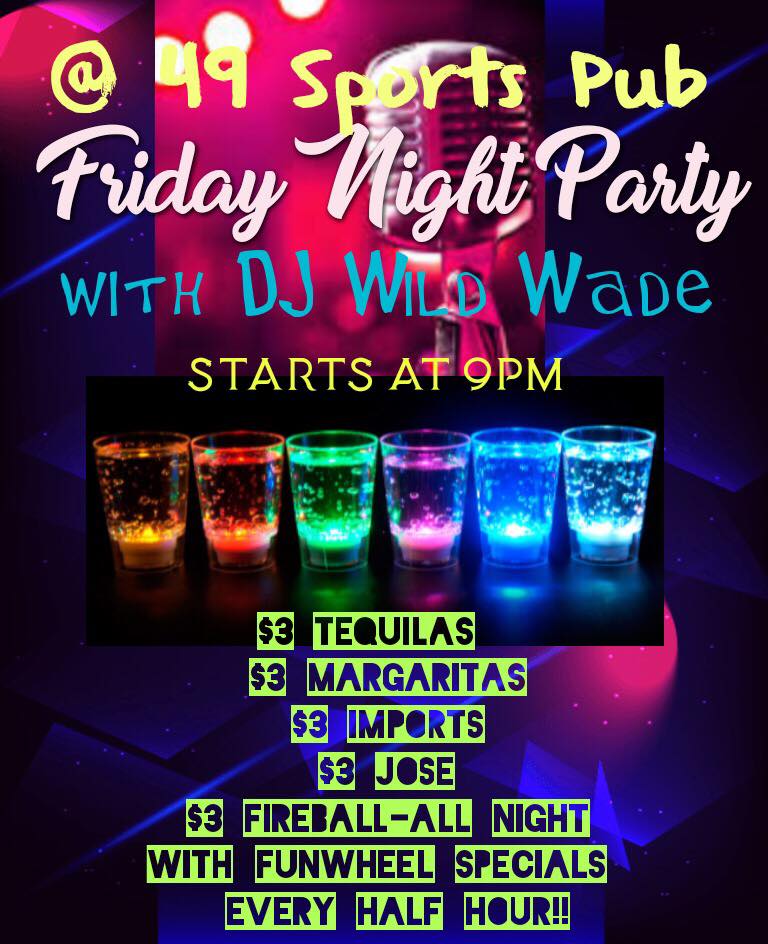 @ 49 Sports Pub
Friday Night Party
WITH DJ WILD WADE
STARTS AT 9PM
$3 TEQUILAS
$3 MARGARITAS
$3 IMPORTS
$3 JOSE
$3 FIREBALL-ALL NIGHT
WITH FUNWHEEL SPECIALS
EVERY HALF HOUR!!